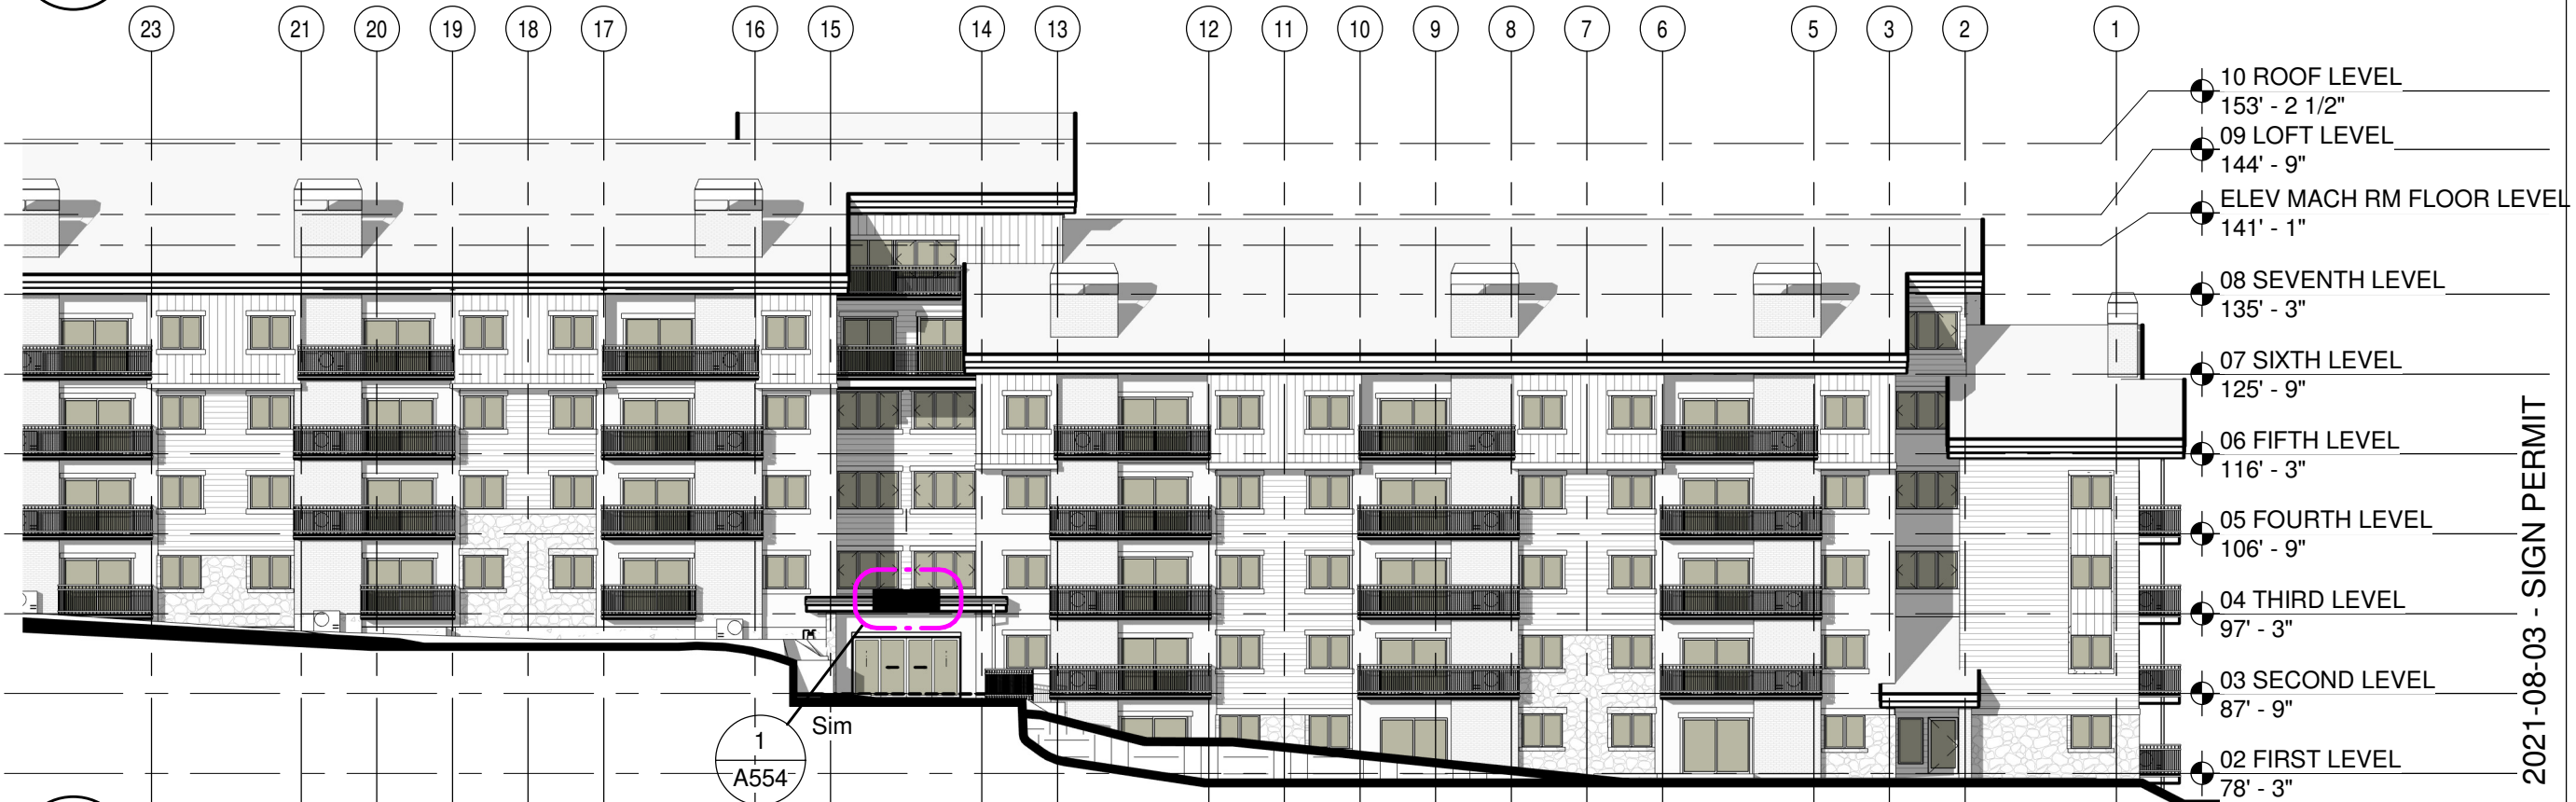 23 21 20 19 18 17 16 15 14 13 12 11 10 9 8 7 6 5 3 2 1
10 ROOF LEVEL
153' - 2 1/2"
09 LOFT LEVEL
144' - 9"
ELEV MACH RM FLOOR LEVEL
141' - 1"
08 SEVENTH LEVEL
135' - 3"
07 SIXTH LEVEL
125' - 9"
06 FIFTH LEVEL
116' - 3"
05 FOURTH LEVEL
106' - 9"
04 THIRD LEVEL
97' - 3"
03 SECOND LEVEL
87' - 9"
02 FIRST LEVEL
78' - 3"
1
A554
Sim
2021-08-03 - SIGN PERMIT